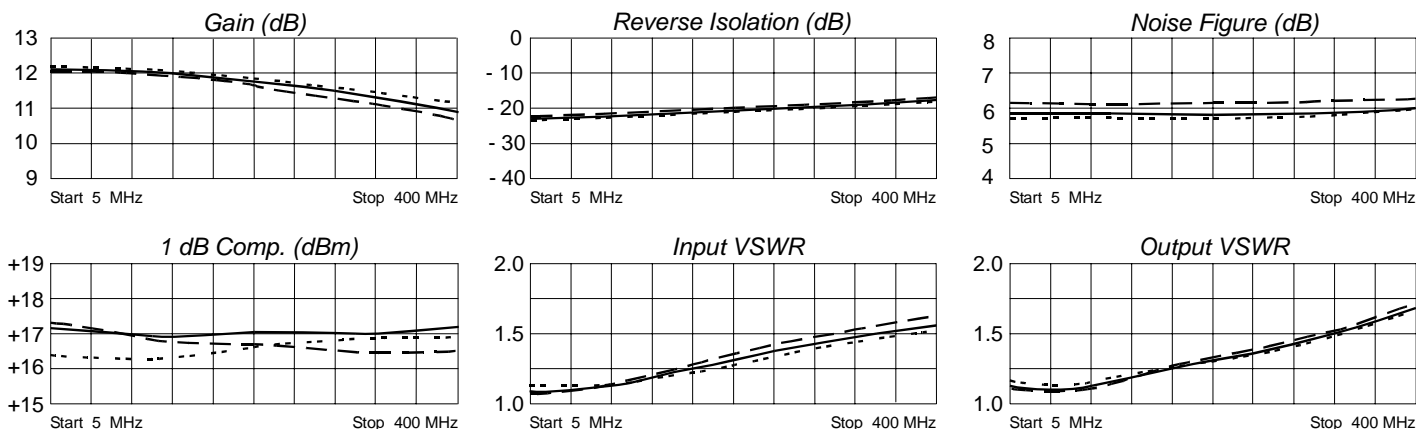 Gain (dB)
13
12
11
10
9
Start 5 MHz
Stop 400 MHz
Reverse Isolation (dB)
0
- 10
- 20
- 30
- 40
Start 5 MHz
Stop 400 MHz
Noise Figure (dB)
8
7
6
5
4
Start 5 MHz
Stop 400 MHz
1 dB Comp. (dBm)
+19
+18
+17
+16
+15
Start 5 MHz
Stop 400 MHz
Input VSWR
2.0
1.5
1.0
Start 5 MHz
Stop 400 MHz
Output VSWR
2.0
1.5
1.0
Start 5 MHz
Stop 400 MHz